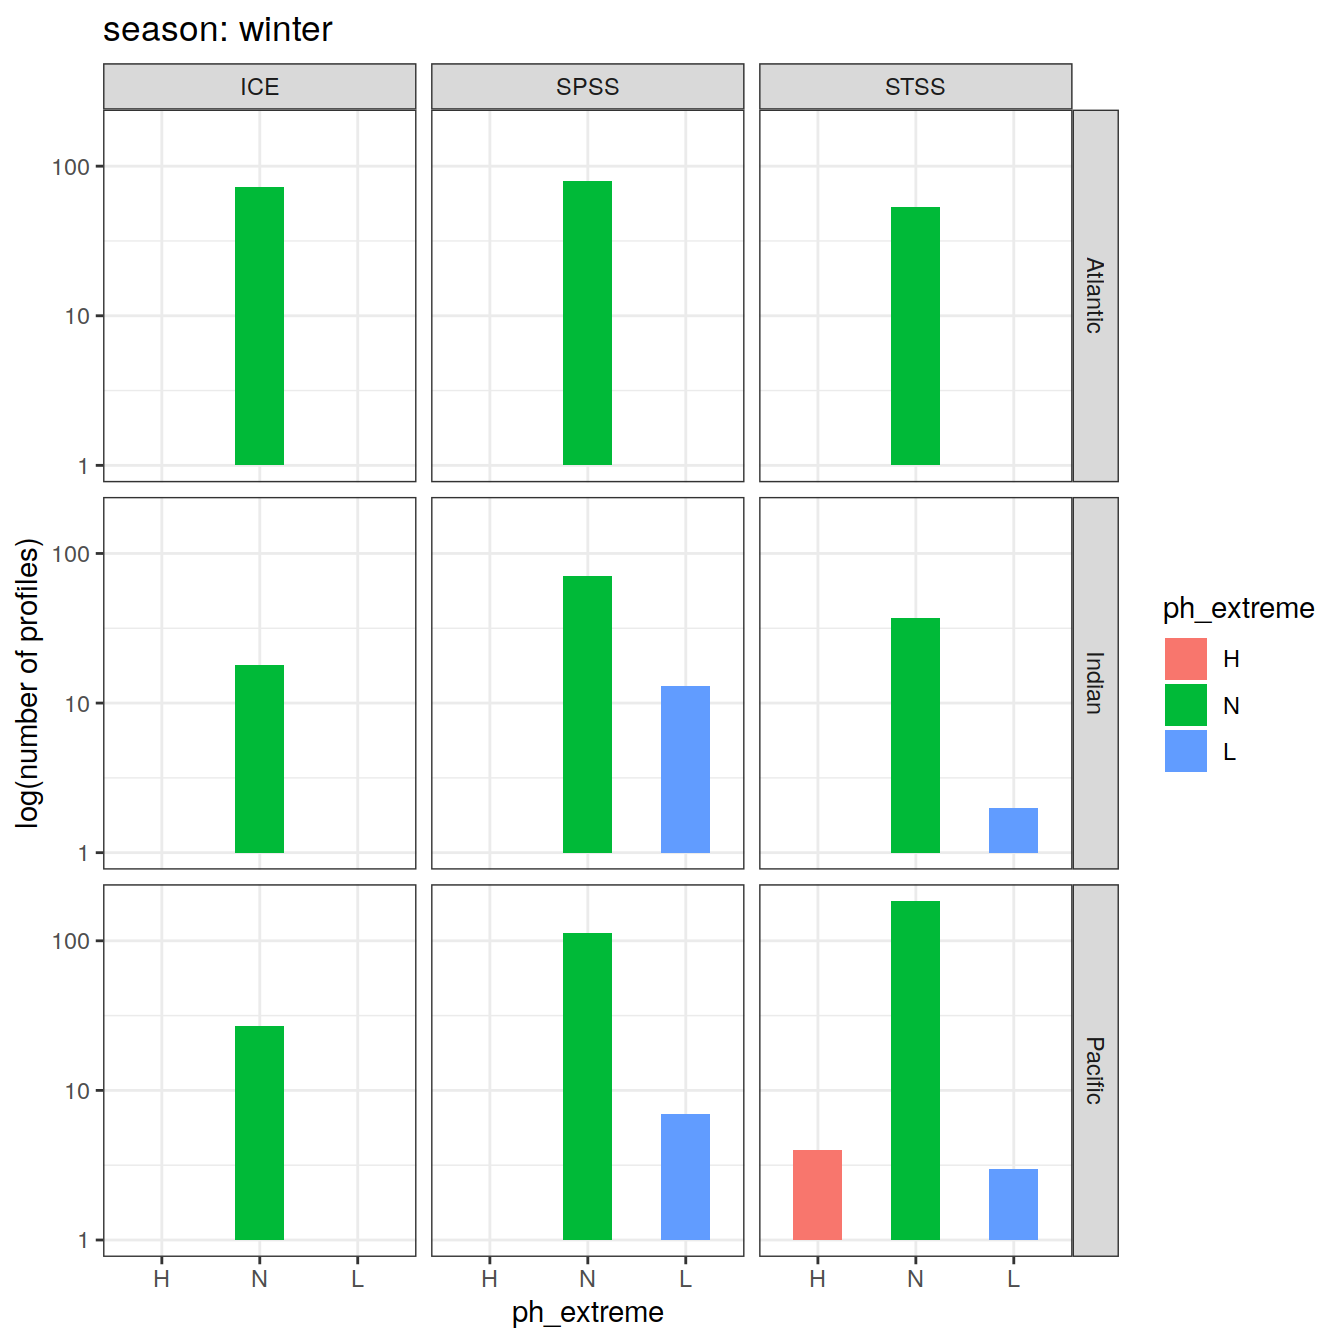 season: winter
ICE SPSS STSS
100
10
1
Atlantic
100
10
1
Indian
100
10
1
Pacific
H N L H N L H N L
ph_extreme
log(number of profiles)
ph_extreme
H
N
L